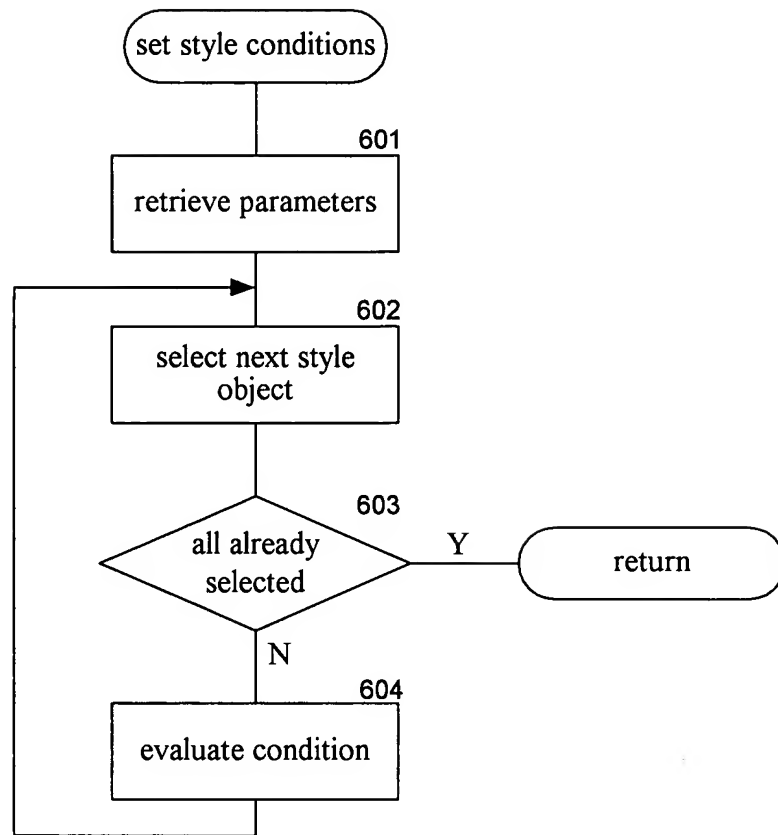 set style conditions
601
retrieve parameters
602
select next style
object
603
all already
selected
Y
return
N
604
evaluate condition